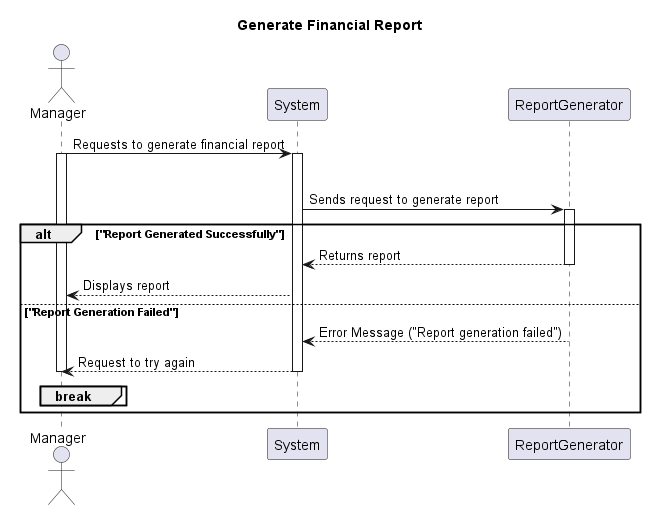 Generate Financial Report
Manager
System
ReportGenerator
Requests to generate financial report
Sends request to generate report
alt
["Report Generated Successfully"]
Returns report
Displays report
["Report Generation Failed"]
Error Message ("Report generation failed")
Request to try again
break
Manager
System
ReportGenerator